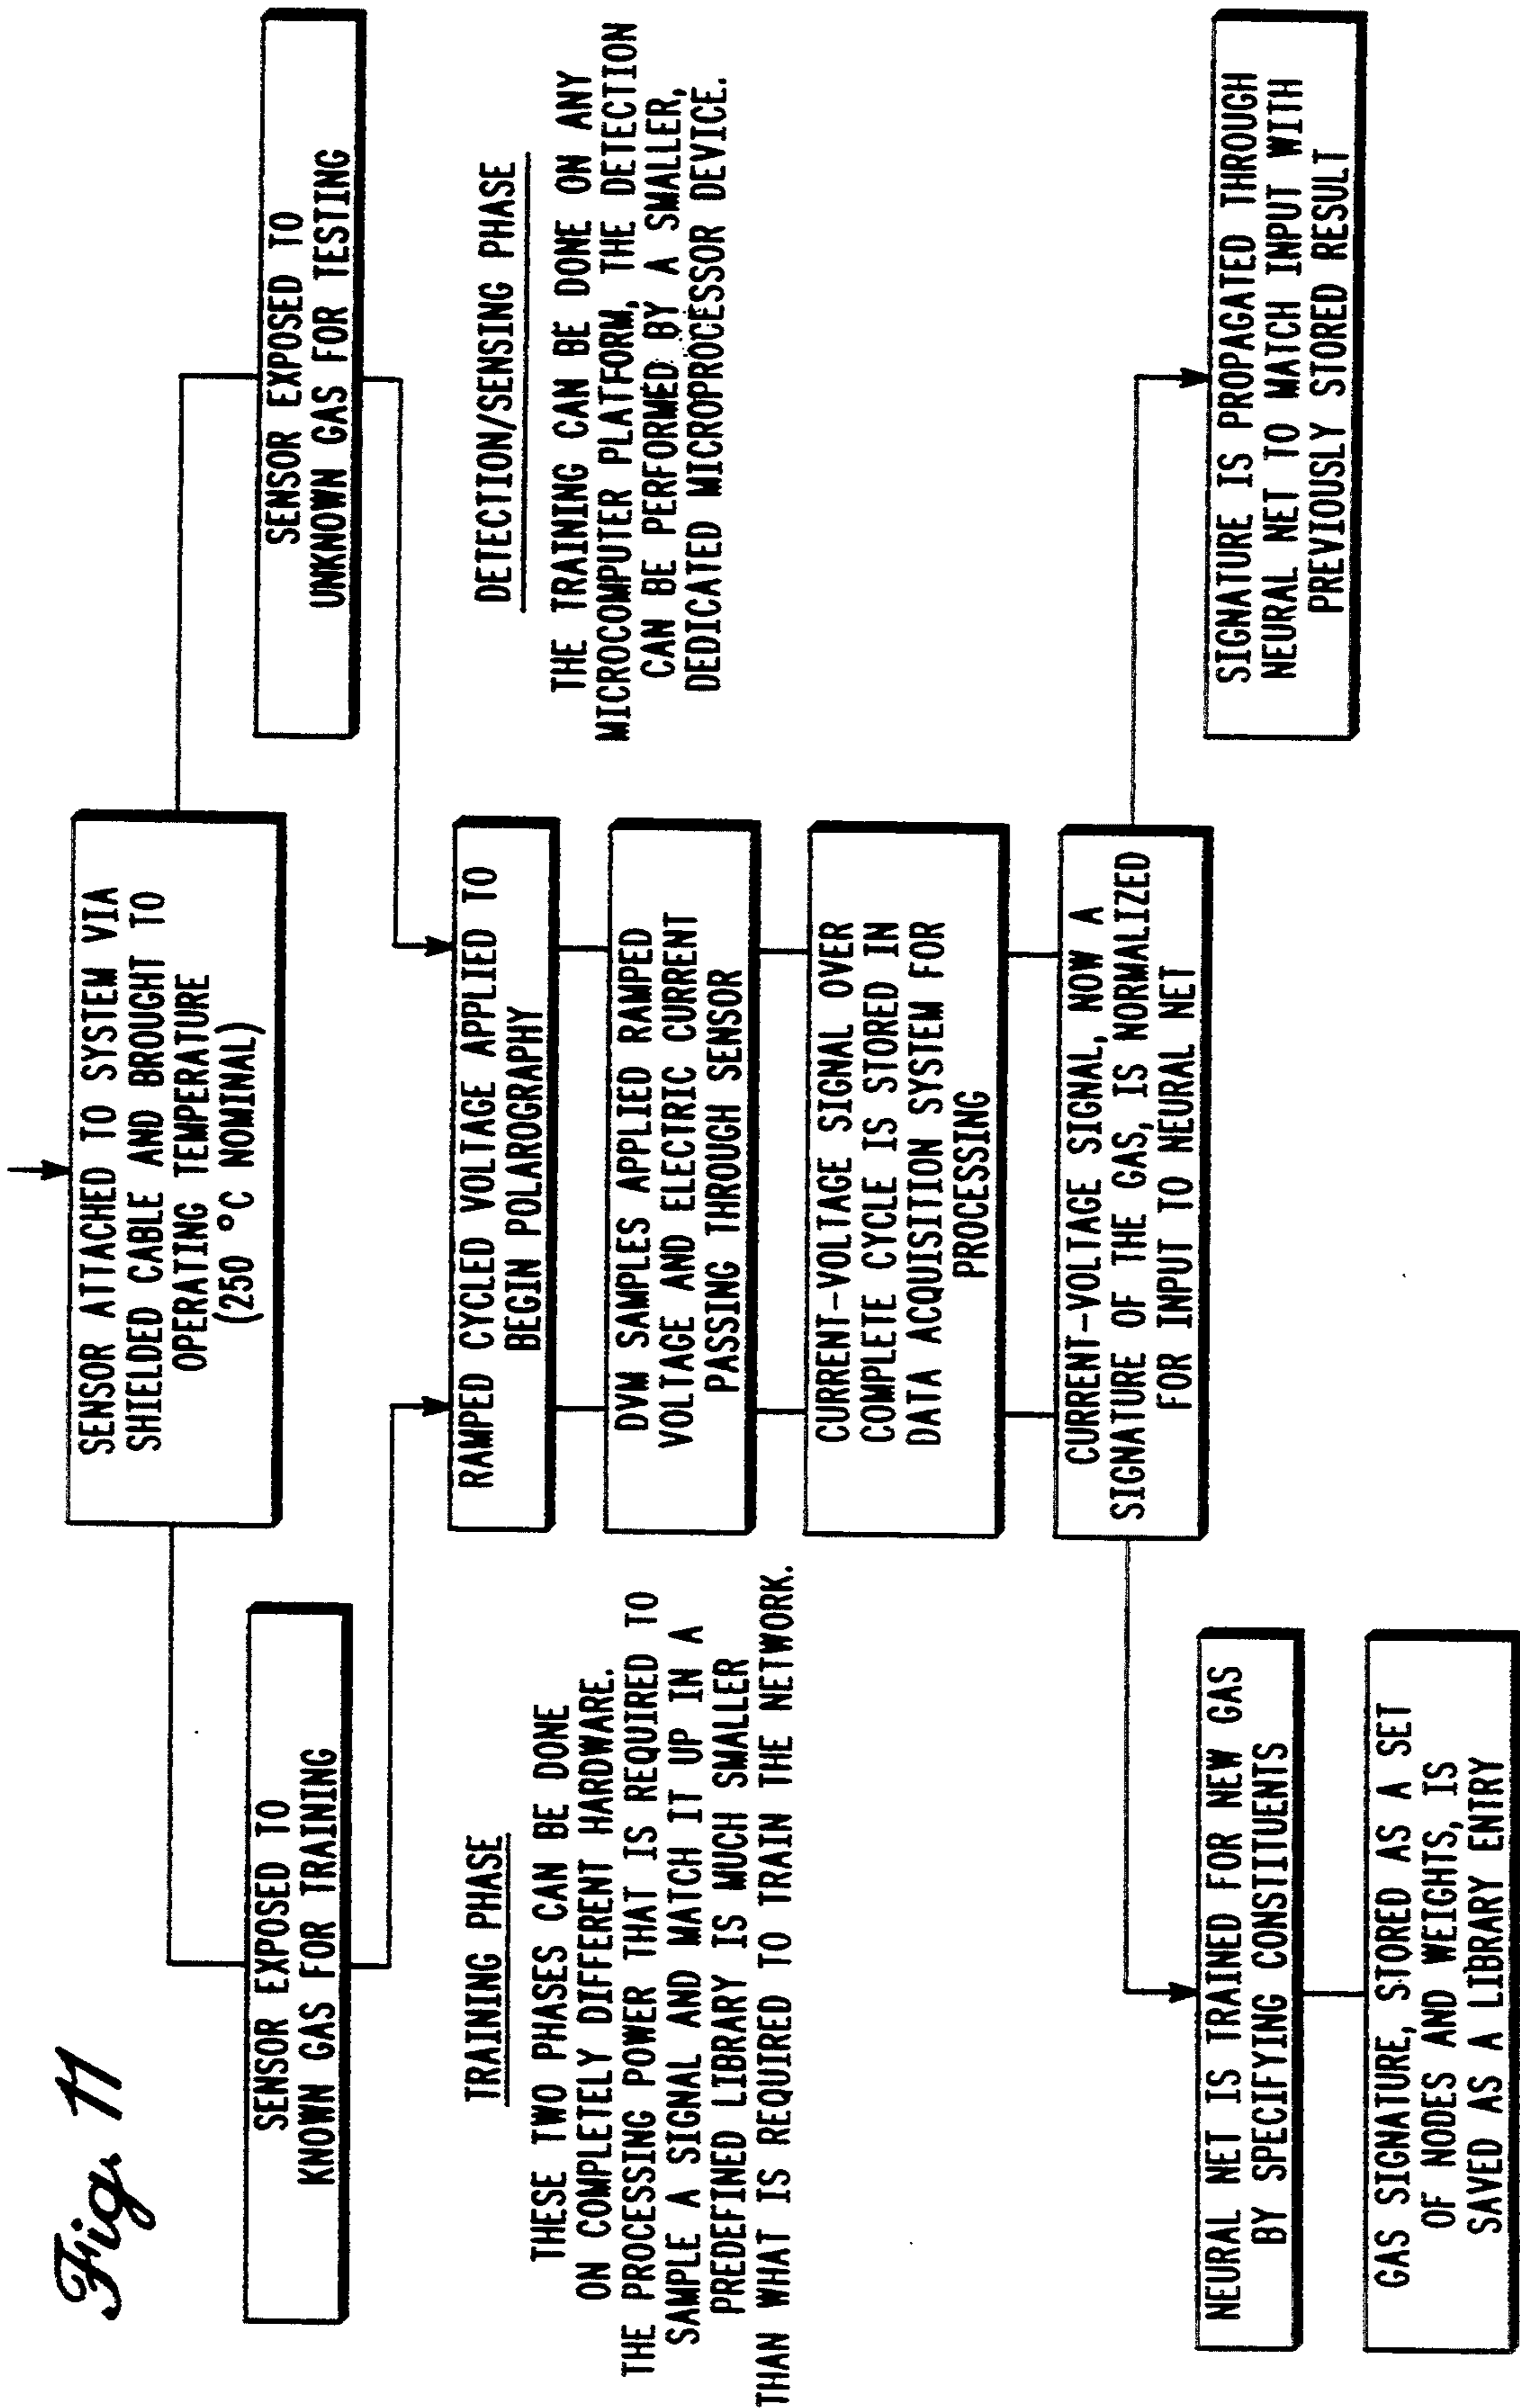 Fig. 11
SENSOR ATTACHED TO SYSTEM VIA
SHIELDED CABLE AND BROUGHT TO
OPERATING TEMPERATURE
(250 °C NOMINAL)
SENSOR EXPOSED TO
KNOWN GAS FOR TRAINING
SENSOR EXPOSED TO
UNKNOWN GAS FOR TESTING
TRAINING PHASE
THESE TWO PHASES CAN BE DONE
ON COMPLETELY DIFFERENT HARDWARE.
THE PROCESSING POWER THAT IS REQUIRED TO
SAMPLE A SIGNAL AND MATCH IT UP IN A
PREDEFINED LIBRARY IS MUCH SMALLER
THAN WHAT IS REQUIRED TO TRAIN THE NETWORK.
RAMPED CYCLED VOLTAGE APPLIED TO
BEGIN POLAROGRAPHY
DVM SAMPLES APPLIED RAMPED
VOLTAGE AND ELECTRIC CURRENT
PASSING THROUGH SENSOR
CURRENT-VOLTAGE SIGNAL OVER
COMPLETE CYCLE IS STORED IN
DATA ACQUISITION SYSTEM FOR
PROCESSING
CURRENT-VOLTAGE SIGNAL, NOW A
SIGNATURE OF THE GAS, IS NORMALIZED
FOR INPUT TO NEURAL NET
DETECTION/SENSING PHASE
THE TRAINING CAN BE DONE ON ANY
MICROCOMPUTER PLATFORM, THE DETECTION
CAN BE PERFORMED BY A SMALLER,
DEDICATED MICROPROCESSOR DEVICE.
NEURAL NET IS TRAINED FOR NEW GAS
BY SPECIFYING CONSTITUENTS
GAS SIGNATURE, STORED AS A SET
OF NODES AND WEIGHTS, IS
SAVED AS A LIBRARY ENTRY
SIGNATURE IS PROPAGATED THROUGH
NEURAL NET TO MATCH INPUT WITH
PREVIOUSLY STORED RESULT